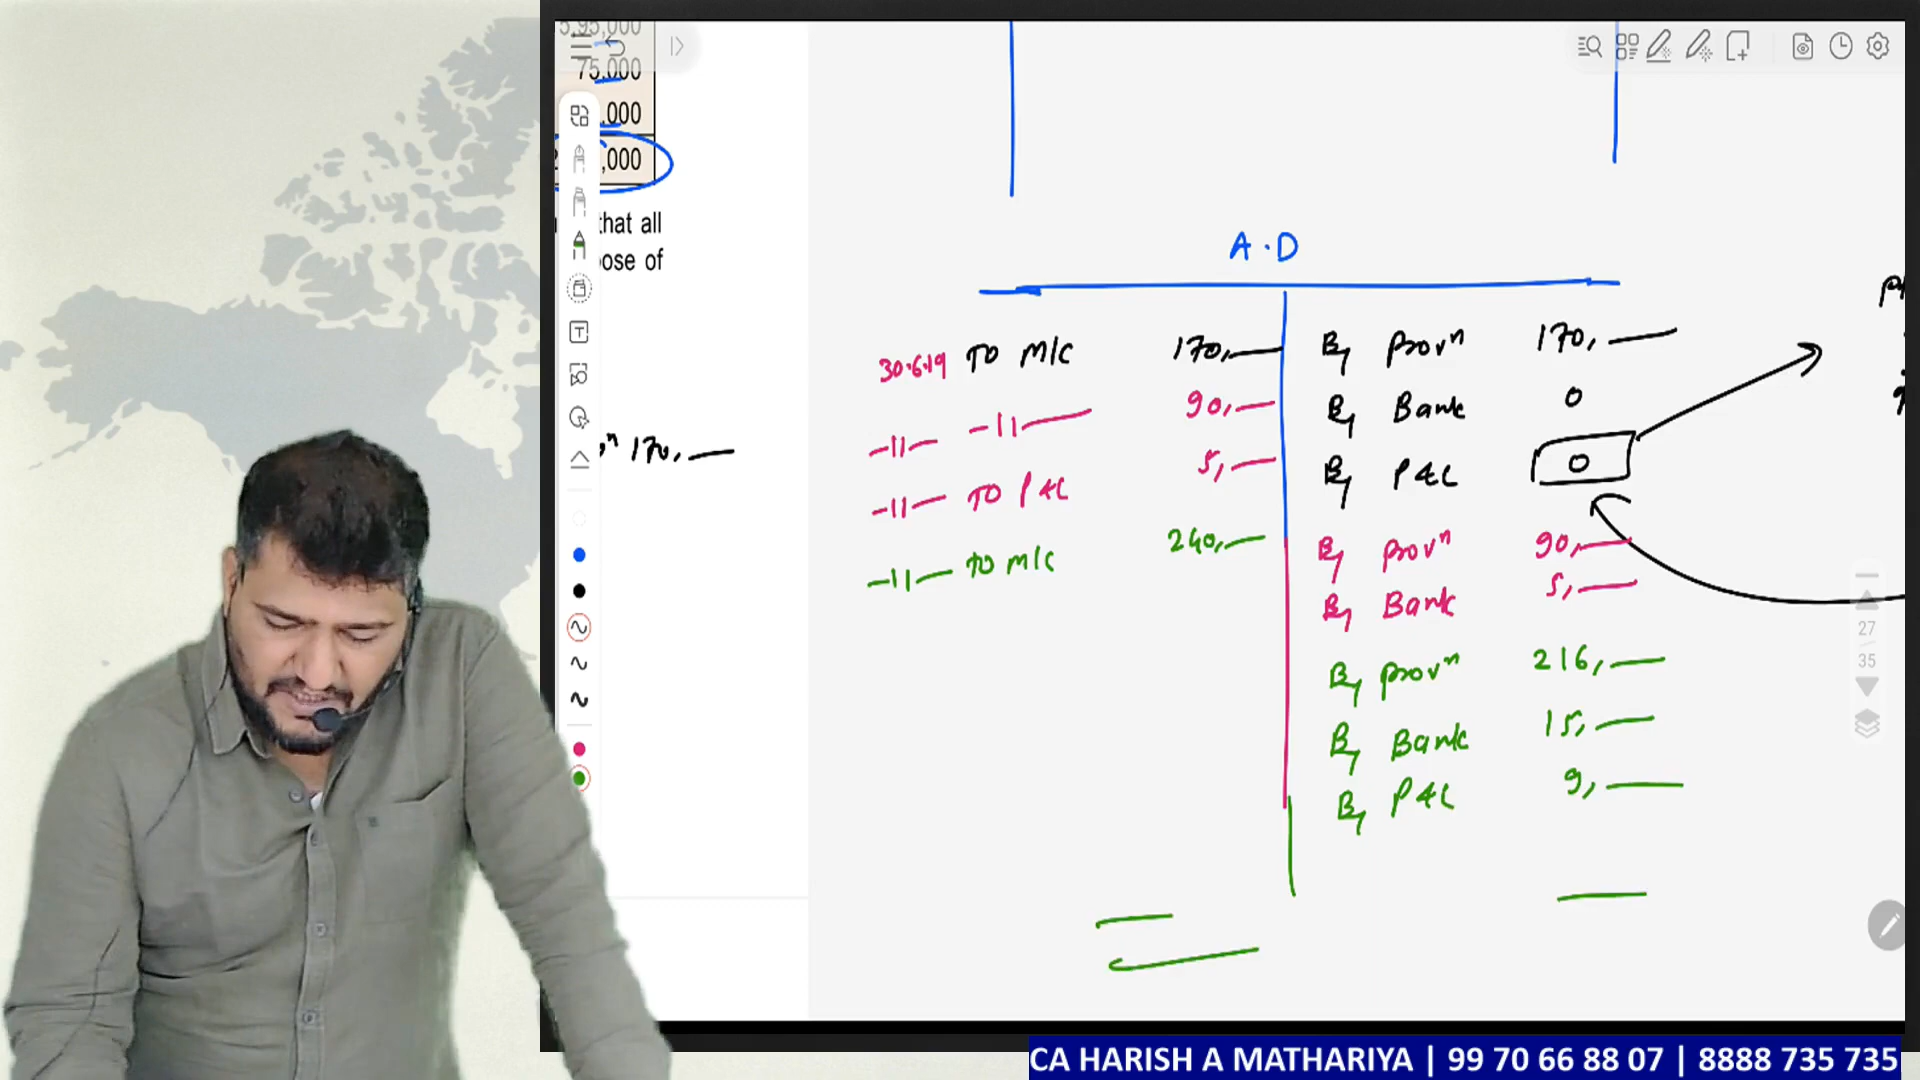 5,95,000
75,000
,000
,000
that all
ose of
n 170,—
A.D
30.6.19 To M/C 170,— By Provn 170,—
-11- -11- 90,— By Bank 0
-11- To P&L 5,— By P&L 0
-11- To M/C 240,— By Provn 90,—
By Bank 5,—
By Provn 216,—
By Bank 15,—
By P&L 9,—
27
35
CA HARISH A MATHARIYA | 99 70 66 88 07 | 8888 735 735